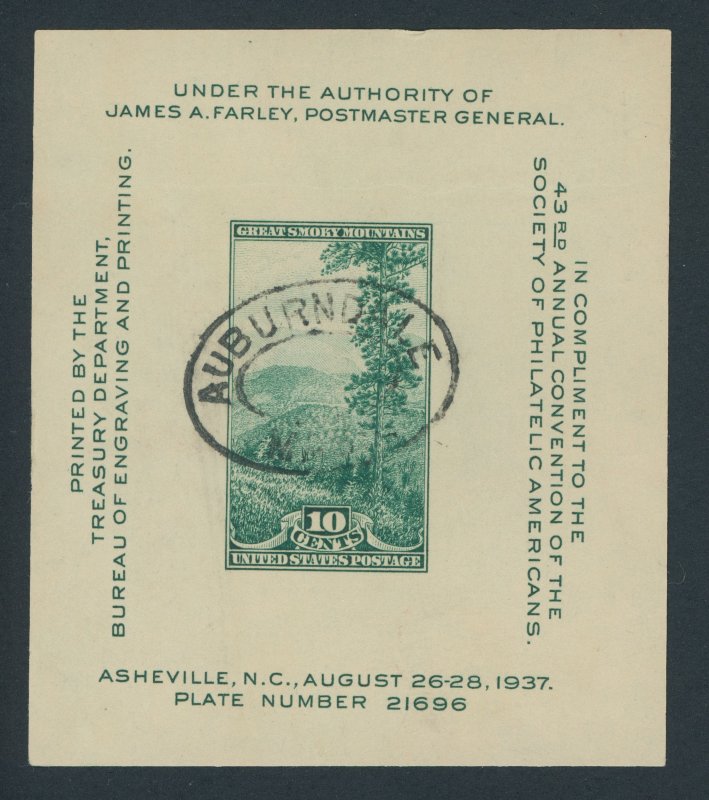 UNDER THE AUTHORITY OF
JAMES A. FARLEY, POSTMASTER GENERAL.
PRINTED BY THE
TREASURY DEPARTMENT,
BUREAU OF ENGRAVING AND PRINTING.
GREAT SMOKY MOUNTAINS
AUBURNDALE
10
CENTS
UNITED STATES POSTAGE
IN COMPLIMENT TO THE
43RD ANNUAL CONVENTION OF THE
SOCIETY OF PHILATELIC AMERICANS.
ASHEVILLE, N.C., AUGUST 26-28, 1937.
PLATE NUMBER 21696